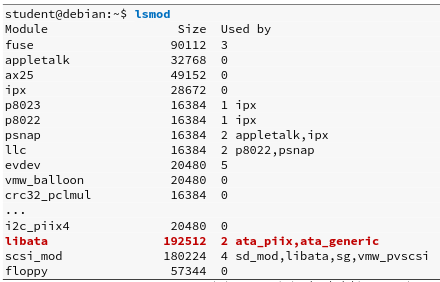 student@debian:~$ lsmod
Module Size Used by
fuse 90112 3
appletalk 32768 0
ax25 49152 0
ipx 28672 0
p8023 16384 1 ipx
p8022 16384 1 ipx
psnap 16384 2 appletalk,ipx
llc 16384 2 p8022,psnap
evdev 20480 5
vmw_balloon 20480 0
crc32_pclmul 16384 0
...
i2c_piix4 20480 0
libata 192512 2 ata_piix,ata_generic
scsi_mod 180224 4 sd_mod,libata,sg,vmw_pvscsi
floppy 57344 0